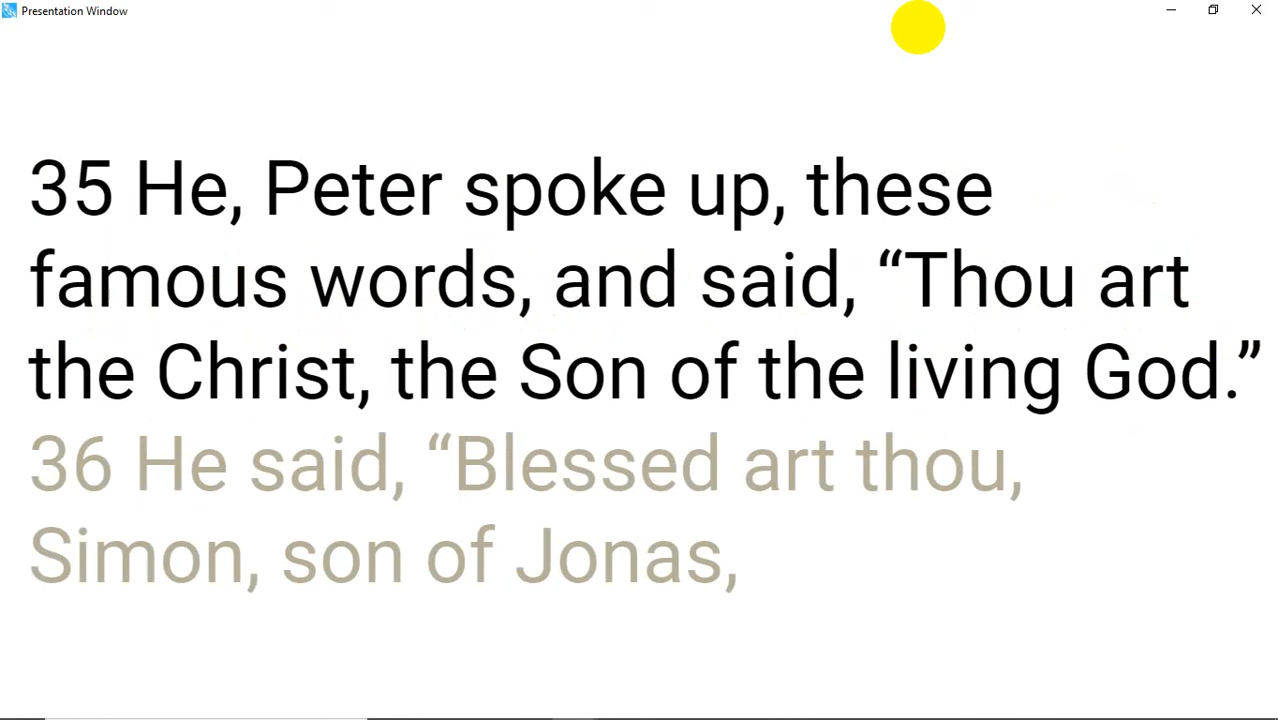 Presentation Window
35 He, Peter spoke up, these
famous words, and said, “Thou art
the Christ, the Son of the living God.”
36 He said, “Blessed art thou,
Simon, son of Jonas,